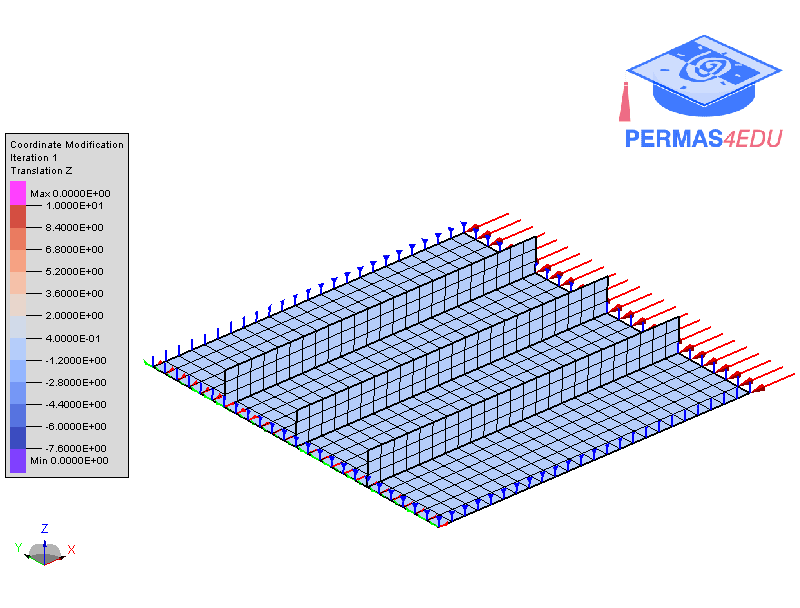 PERMAS4EDU
Coordinate Modification
Iteration 1
Translation Z
Max 0.0000E+00
1.0000E+01
8.4000E+00
6.8000E+00
5.2000E+00
3.6000E+00
2.0000E+00
4.0000E-01
-1.2000E+00
-2.8000E+00
-4.4000E+00
-6.0000E+00
-7.6000E+00
Min 0.0000E+00
Z
Y
X